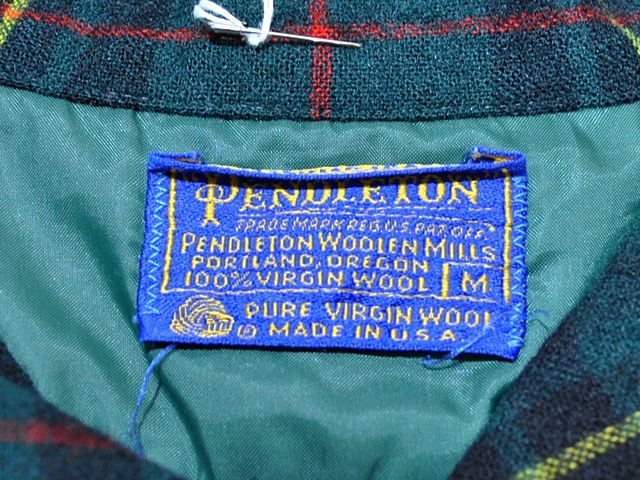 PENDLETON
TRADE MARK REG. U.S. PAT. OFF.
PENDLETON WOOLEN MILLS
PORTLAND, OREGON
100% VIRGIN WOOL M
PURE VIRGIN WOOL
® MADE IN U.S.A.